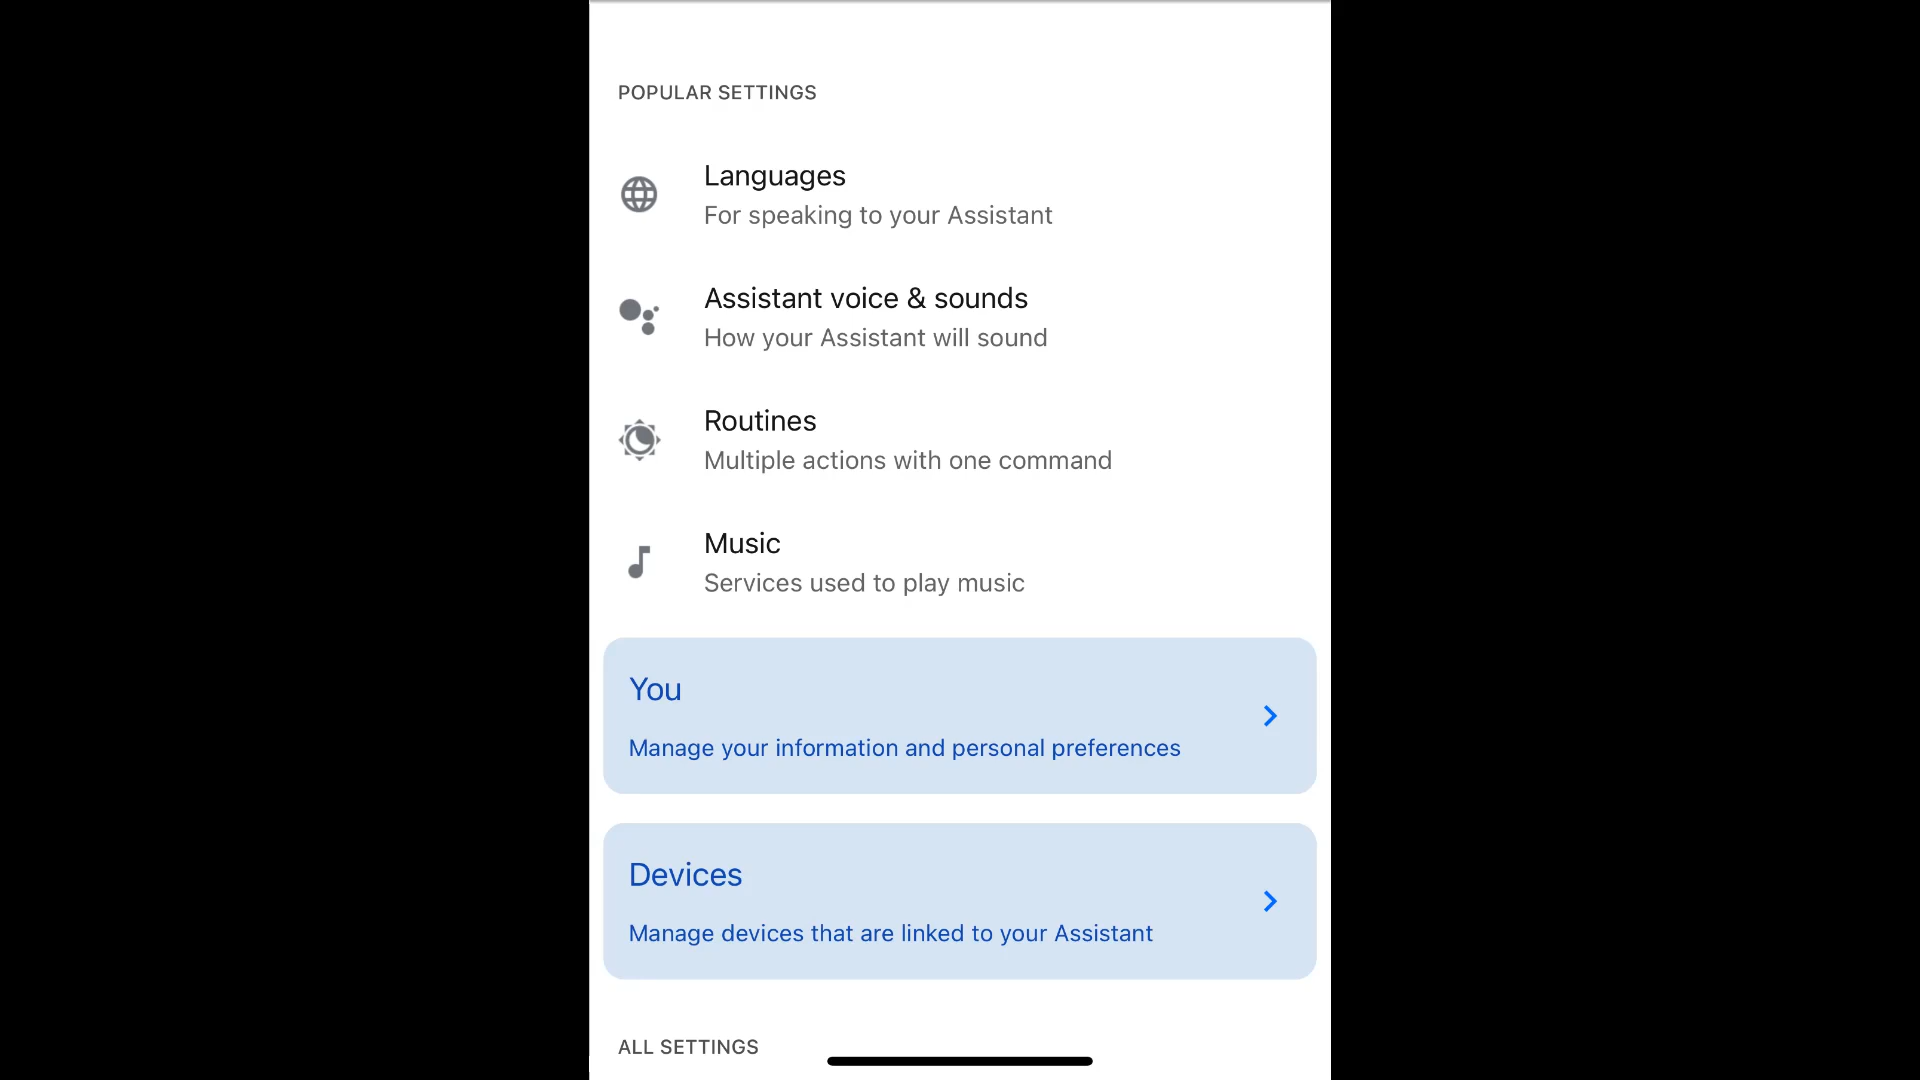 POPULAR SETTINGS
Languages
For speaking to your Assistant
Assistant voice & sounds
How your Assistant will sound
Routines
Multiple actions with one command
Music
Services used to play music
You
Manage your information and personal preferences
Devices
Manage devices that are linked to your Assistant
ALL SETTINGS